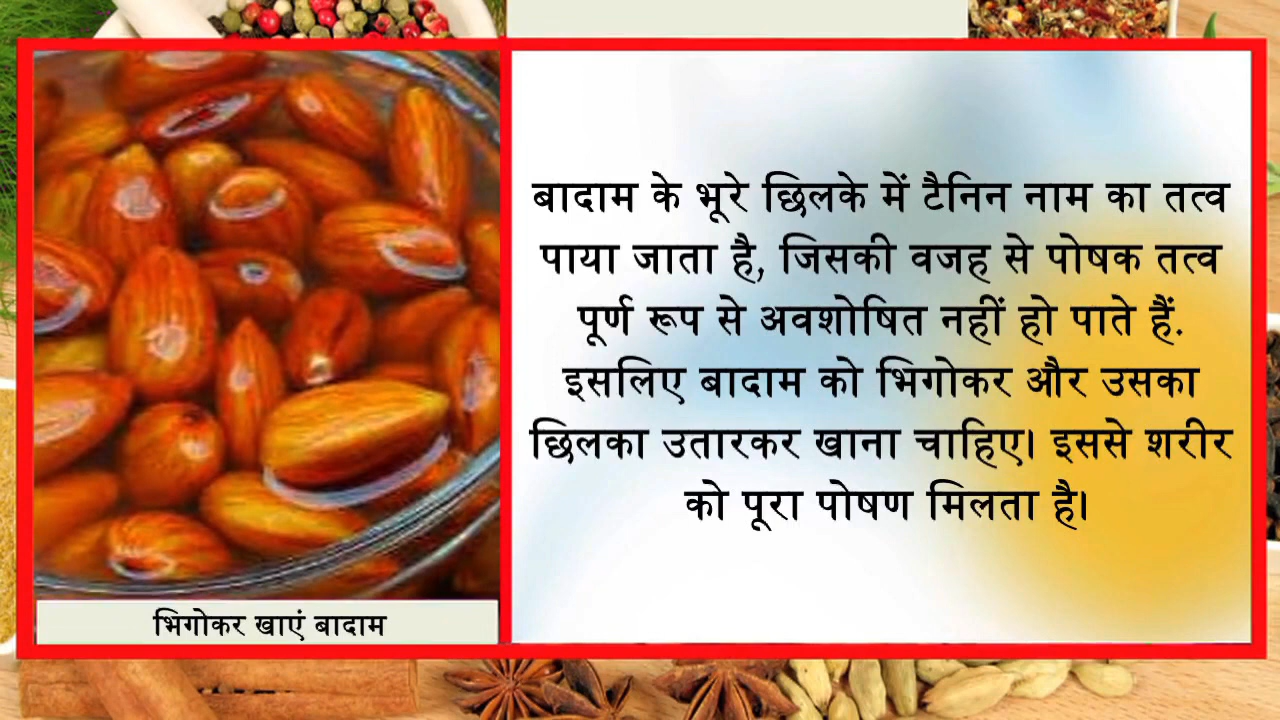 बादाम के भूरे छिलके में टैनिन नाम का तत्व
पाया जाता है, जिसकी वजह से पोषक तत्व
पूर्ण रूप से अवशोषित नहीं हो पाते हैं.
इसलिए बादाम को भिगोकर और उसका
छिलका उतारकर खाना चाहिए। इससे शरीर
को पूरा पोषण मिलता है।
भिगोकर खाएं बादाम